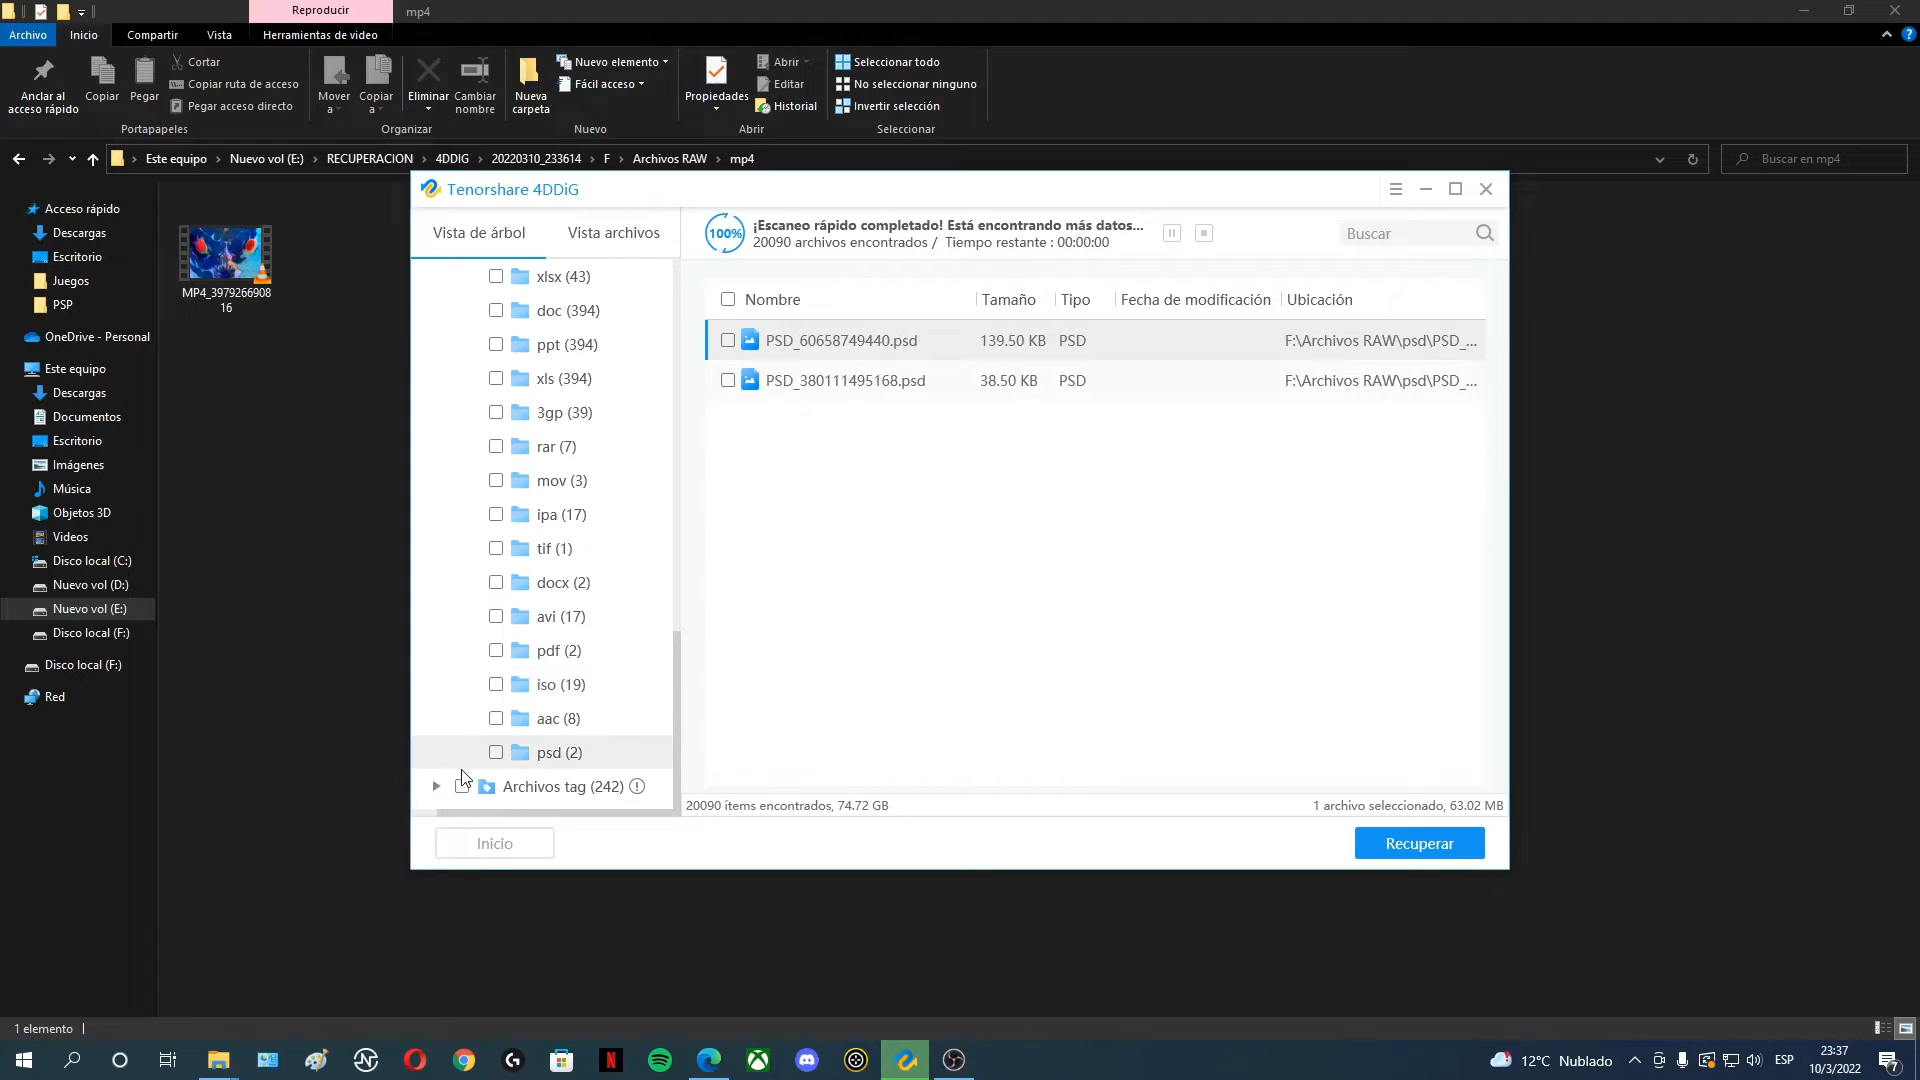 Reproducir
mp4
Archivo
Inicio
Compartir
Vista
Herramientas de video
Anclar al
acceso rápido
Copiar
Pegar
Cortar
Copiar ruta de acceso
Pegar acceso directo
Portapapeles
Mover
a
Copiar
a
Eliminar
Cambiar
nombre
Organizar
Nueva
carpeta
Nuevo elemento
Fácil acceso
Nuevo
Propiedades
Abrir
Editar
Historial
Abrir
Seleccionar todo
No seleccionar ninguno
Invertir selección
Seleccionar
Este equipo > Nuevo vol (E:) > RECUPERACION > 4DDIG > 20220310_233614 > F > Archivos RAW > mp4
Buscar en mp4
Acceso rápido
Descargas
Escritorio
Juegos
PSP
OneDrive - Personal
Este equipo
Descargas
Documentos
Escritorio
Imágenes
Música
Objetos 3D
Videos
Disco local (C:)
Nuevo vol (D:)
Nuevo vol (E:)
Disco local (F:)
Disco local (F:)
Red
MP4_3979266908
16
Tenorshare 4DDiG
Vista de árbol
Vista archivos
100%
¡Escaneo rápido completado! Está encontrando más datos...
20090 archivos encontrados / Tiempo restante : 00:00:00
Buscar
xlsx (43)
doc (394)
ppt (394)
xls (394)
3gp (39)
rar (7)
mov (3)
ipa (17)
tif (1)
docx (2)
avi (17)
pdf (2)
iso (19)
aac (8)
psd (2)
Archivos tag (242)
Nombre Tamaño Tipo Fecha de modificación Ubicación
PSD_60658749440.psd 139.50 KB PSD F:\Archivos RAW\psd\PSD_...
PSD_380111495168.psd 38.50 KB PSD F:\Archivos RAW\psd\PSD_...
20090 ítems encontrados, 74.72 GB
1 archivo seleccionado, 63.02 MB
Inicio
Recuperar
1 elemento
12°C Nublado
ESP
23:37
10/3/2022
7